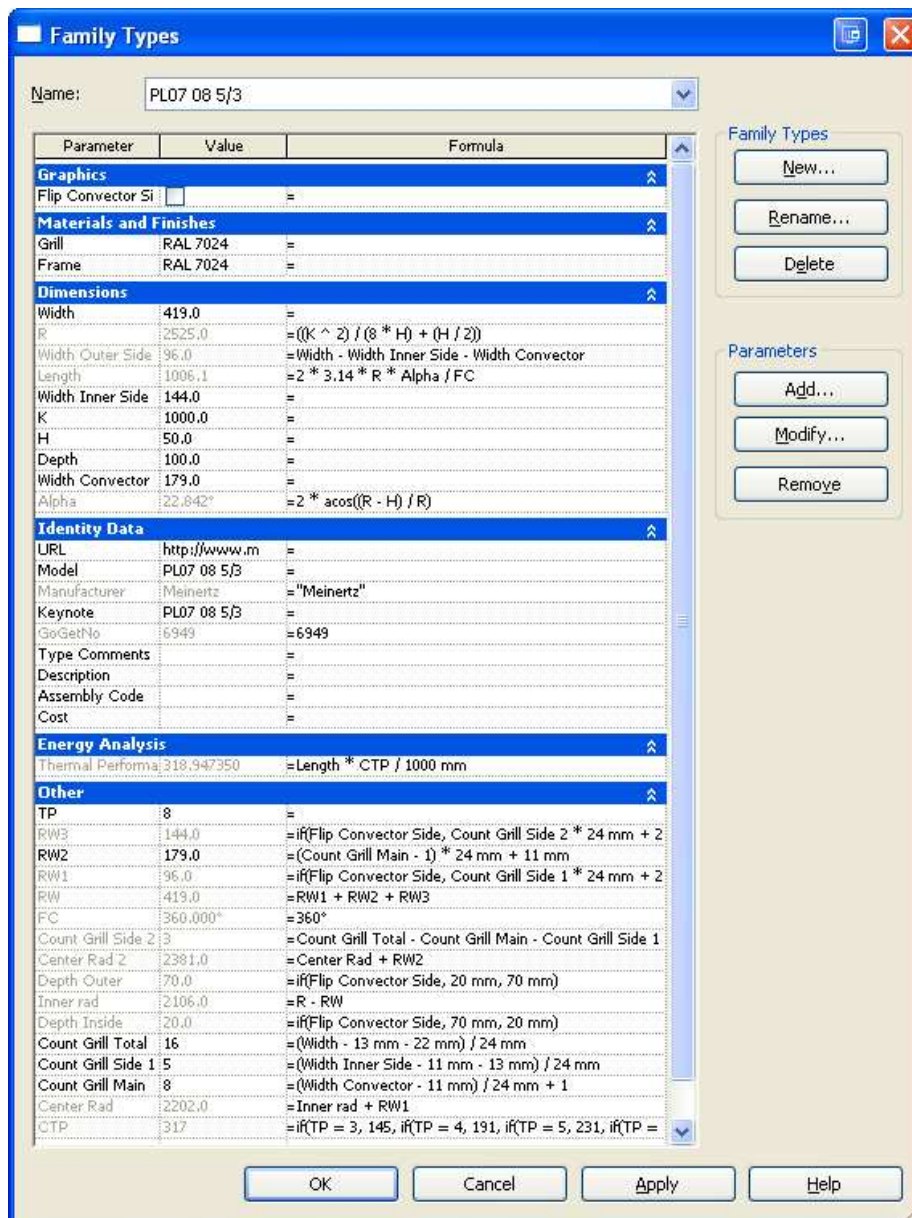 Family Types
Name: PL07 08 5/3
Parameter Value Formula
Graphics
Flip Convector Si =
Materials and Finishes
Grill RAL 7024 =
Frame RAL 7024 =
Dimensions
Width 419.0 =
R 2525.0 =((K ^ 2) / (8 * H) + (H / 2))
Width Outer Side 96.0 =Width - Width Inner Side - Width Convector
Length 1006.1 =2 * 3.14 * R * Alpha / FC
Width Inner Side 144.0 =
K 1000.0 =
H 50.0 =
Depth 100.0 =
Width Convector 179.0 =
Alpha 22.842° =2 * acos((R - H) / R)
Identity Data
URL http://www.m =
Model PL07 08 5/3 =
Manufacturer Meinertz ="Meinertz"
Keynote PL07 08 5/3 =
GoGetNo 6949 =6949
Type Comments =
Description =
Assembly Code =
Cost =
Energy Analysis
Thermal Performa 318.947350 =Length * CTP / 1000 mm
Other
TP 8 =
RW3 144.0 =if(Flip Convector Side, Count Grill Side 2 * 24 mm + 2
RW2 179.0 =(Count Grill Main - 1) * 24 mm + 11 mm
RW1 96.0 =if(Flip Convector Side, Count Grill Side 1 * 24 mm + 2
RW 419.0 =RW1 + RW2 + RW3
FC 360.000° =360°
Count Grill Side 2 3 =Count Grill Total - Count Grill Main - Count Grill Side 1
Center Rad 2 2381.0 =Center Rad + RW2
Depth Outer 70.0 =if(Flip Convector Side, 20 mm, 70 mm)
Inner rad 2106.0 =R - RW
Depth Inside 20.0 =if(Flip Convector Side, 70 mm, 20 mm)
Count Grill Total 16 =(Width - 13 mm - 22 mm) / 24 mm
Count Grill Side 1 5 =(Width Inner Side - 11 mm - 13 mm) / 24 mm
Count Grill Main 8 =(Width Convector - 11 mm) / 24 mm + 1
Center Rad 2202.0 =Inner rad + RW1
CTP 317 =if(TP = 3, 145, if(TP = 4, 191, if(TP = 5, 231, if(TP =
Family Types
New...
Rename...
Delete
Parameters
Add...
Modify...
Remove
OK Cancel Apply Help